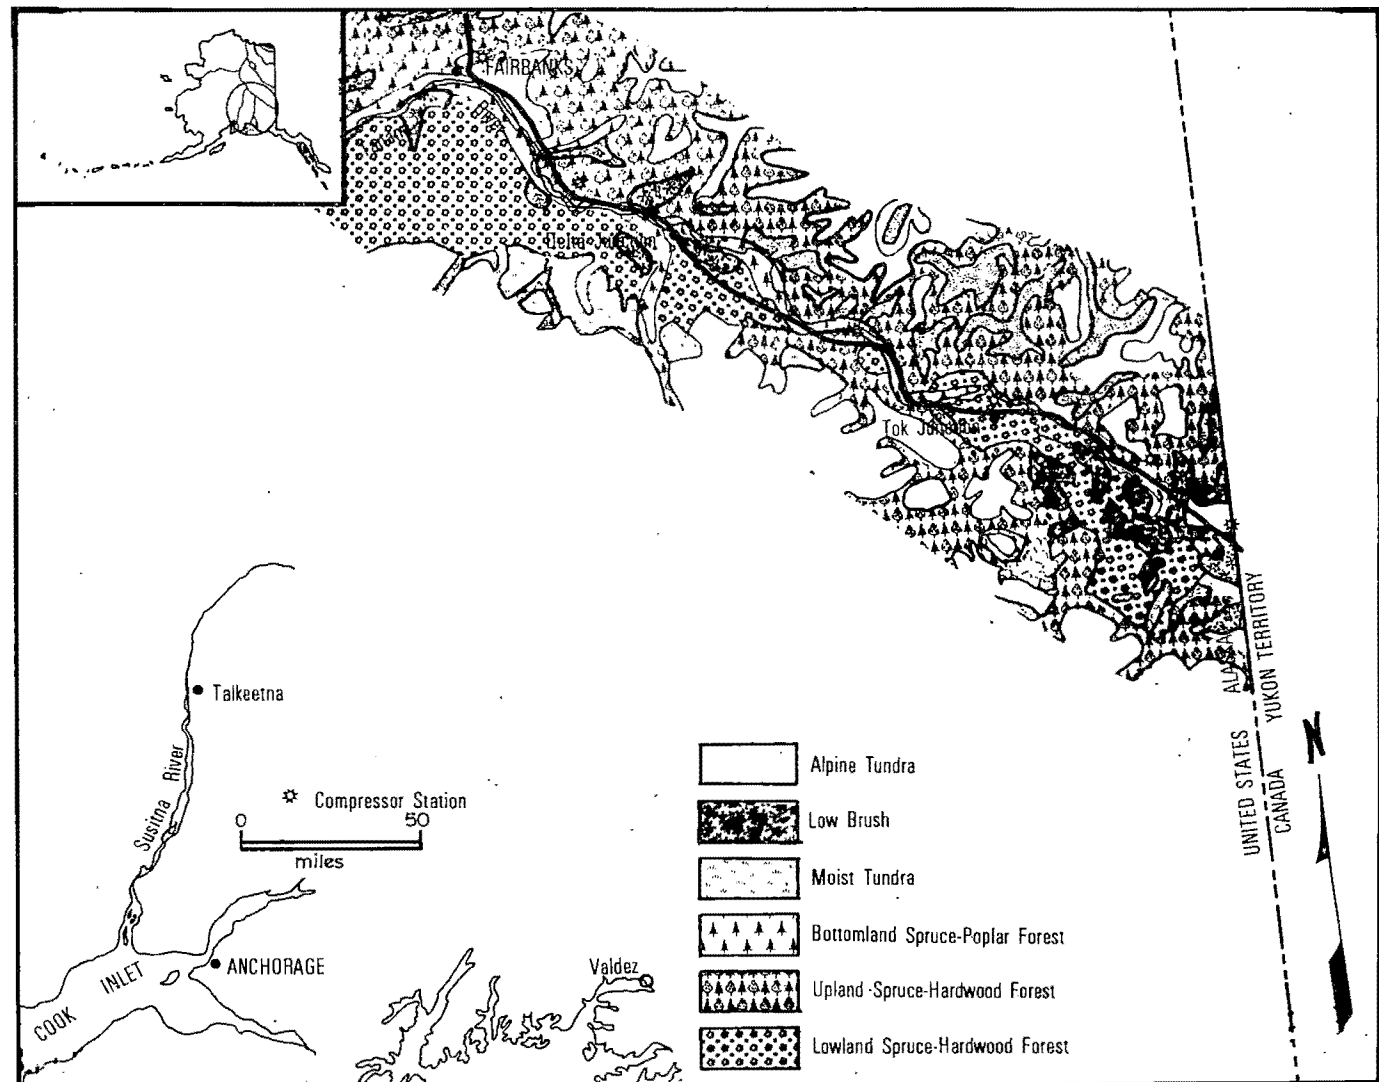 FAIRBANKS
River
Delta Junction
Tok Junction
ALASKA
YUKON TERRITORY
UNITED STATES
CANADA
N
Talkeetna
Susitna River
Compressor Station
0 50
miles
COOK INLET
ANCHORAGE
Valdez
Alpine Tundra
Low Brush
Moist Tundra
Bottomland Spruce-Poplar Forest
Upland Spruce-Hardwood Forest
Lowland Spruce-Hardwood Forest